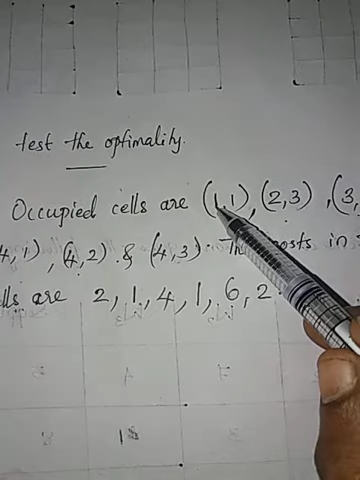 test the optimality.
Occupied cells are (1,1), (2,3), (3,
4,1), (4,2) & (4,3). The costs in
lls are 2, 1, 4, 1, 6, 2.